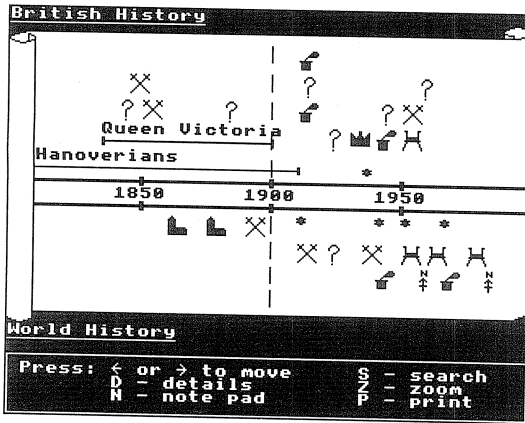 British History
Queen Victoria
Hanoverians
1850 1900 1950
N N
World History
Press: ← or → to move S - search
D - details Z - zoom
N - note pad P - print